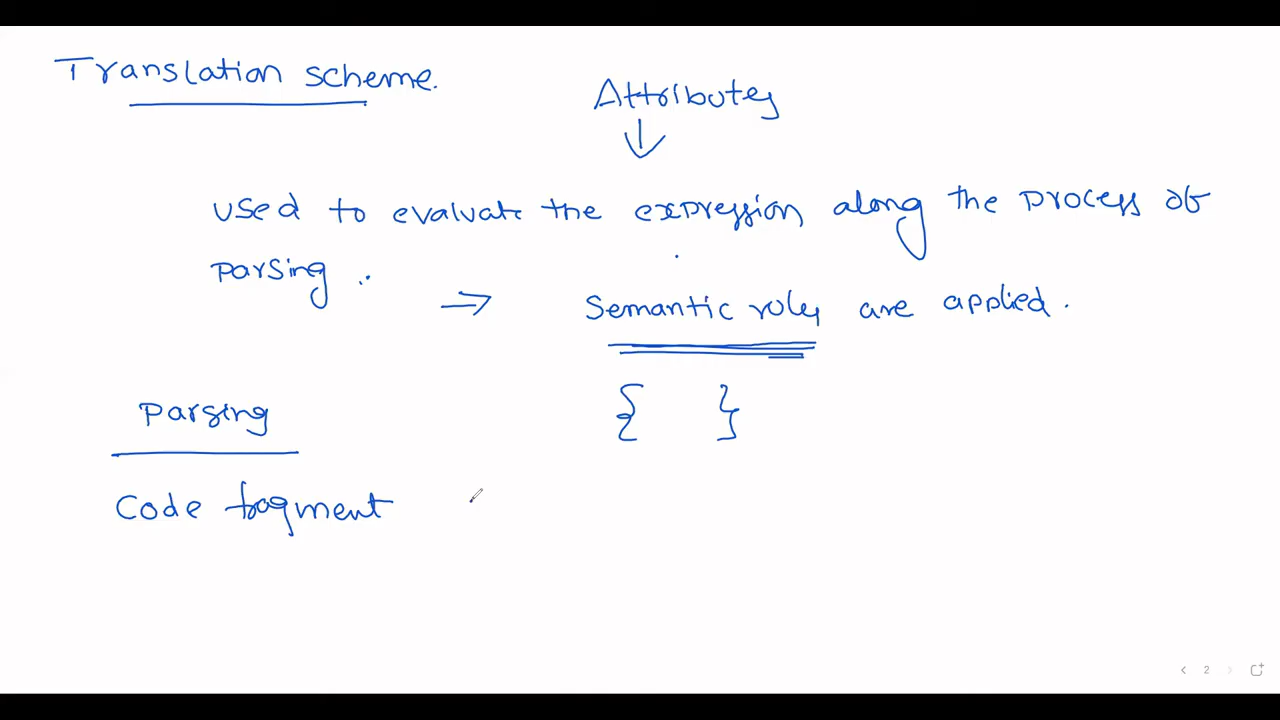 Translation scheme.
Attributes
↓
used to evaluate the expression along the process of
parsing.
⇒ Semantic rules are applied.
{ }
Parsing
Code fragment
< 2 >